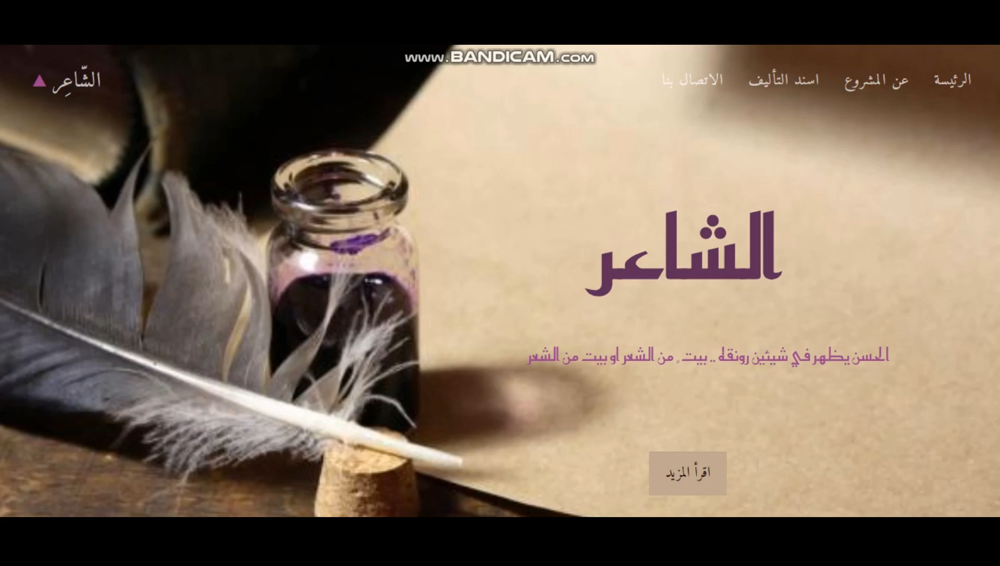 www.BANDICAM.com
الرئيسة
عن المشروع
اسند التأليف
الاتصال بنا
الشّاعِر
الشاعر
الحسن يظهر في شيئين رونقه .. بيت ٍ من الشعر او بيت من الشعر
اقرأ المزيد